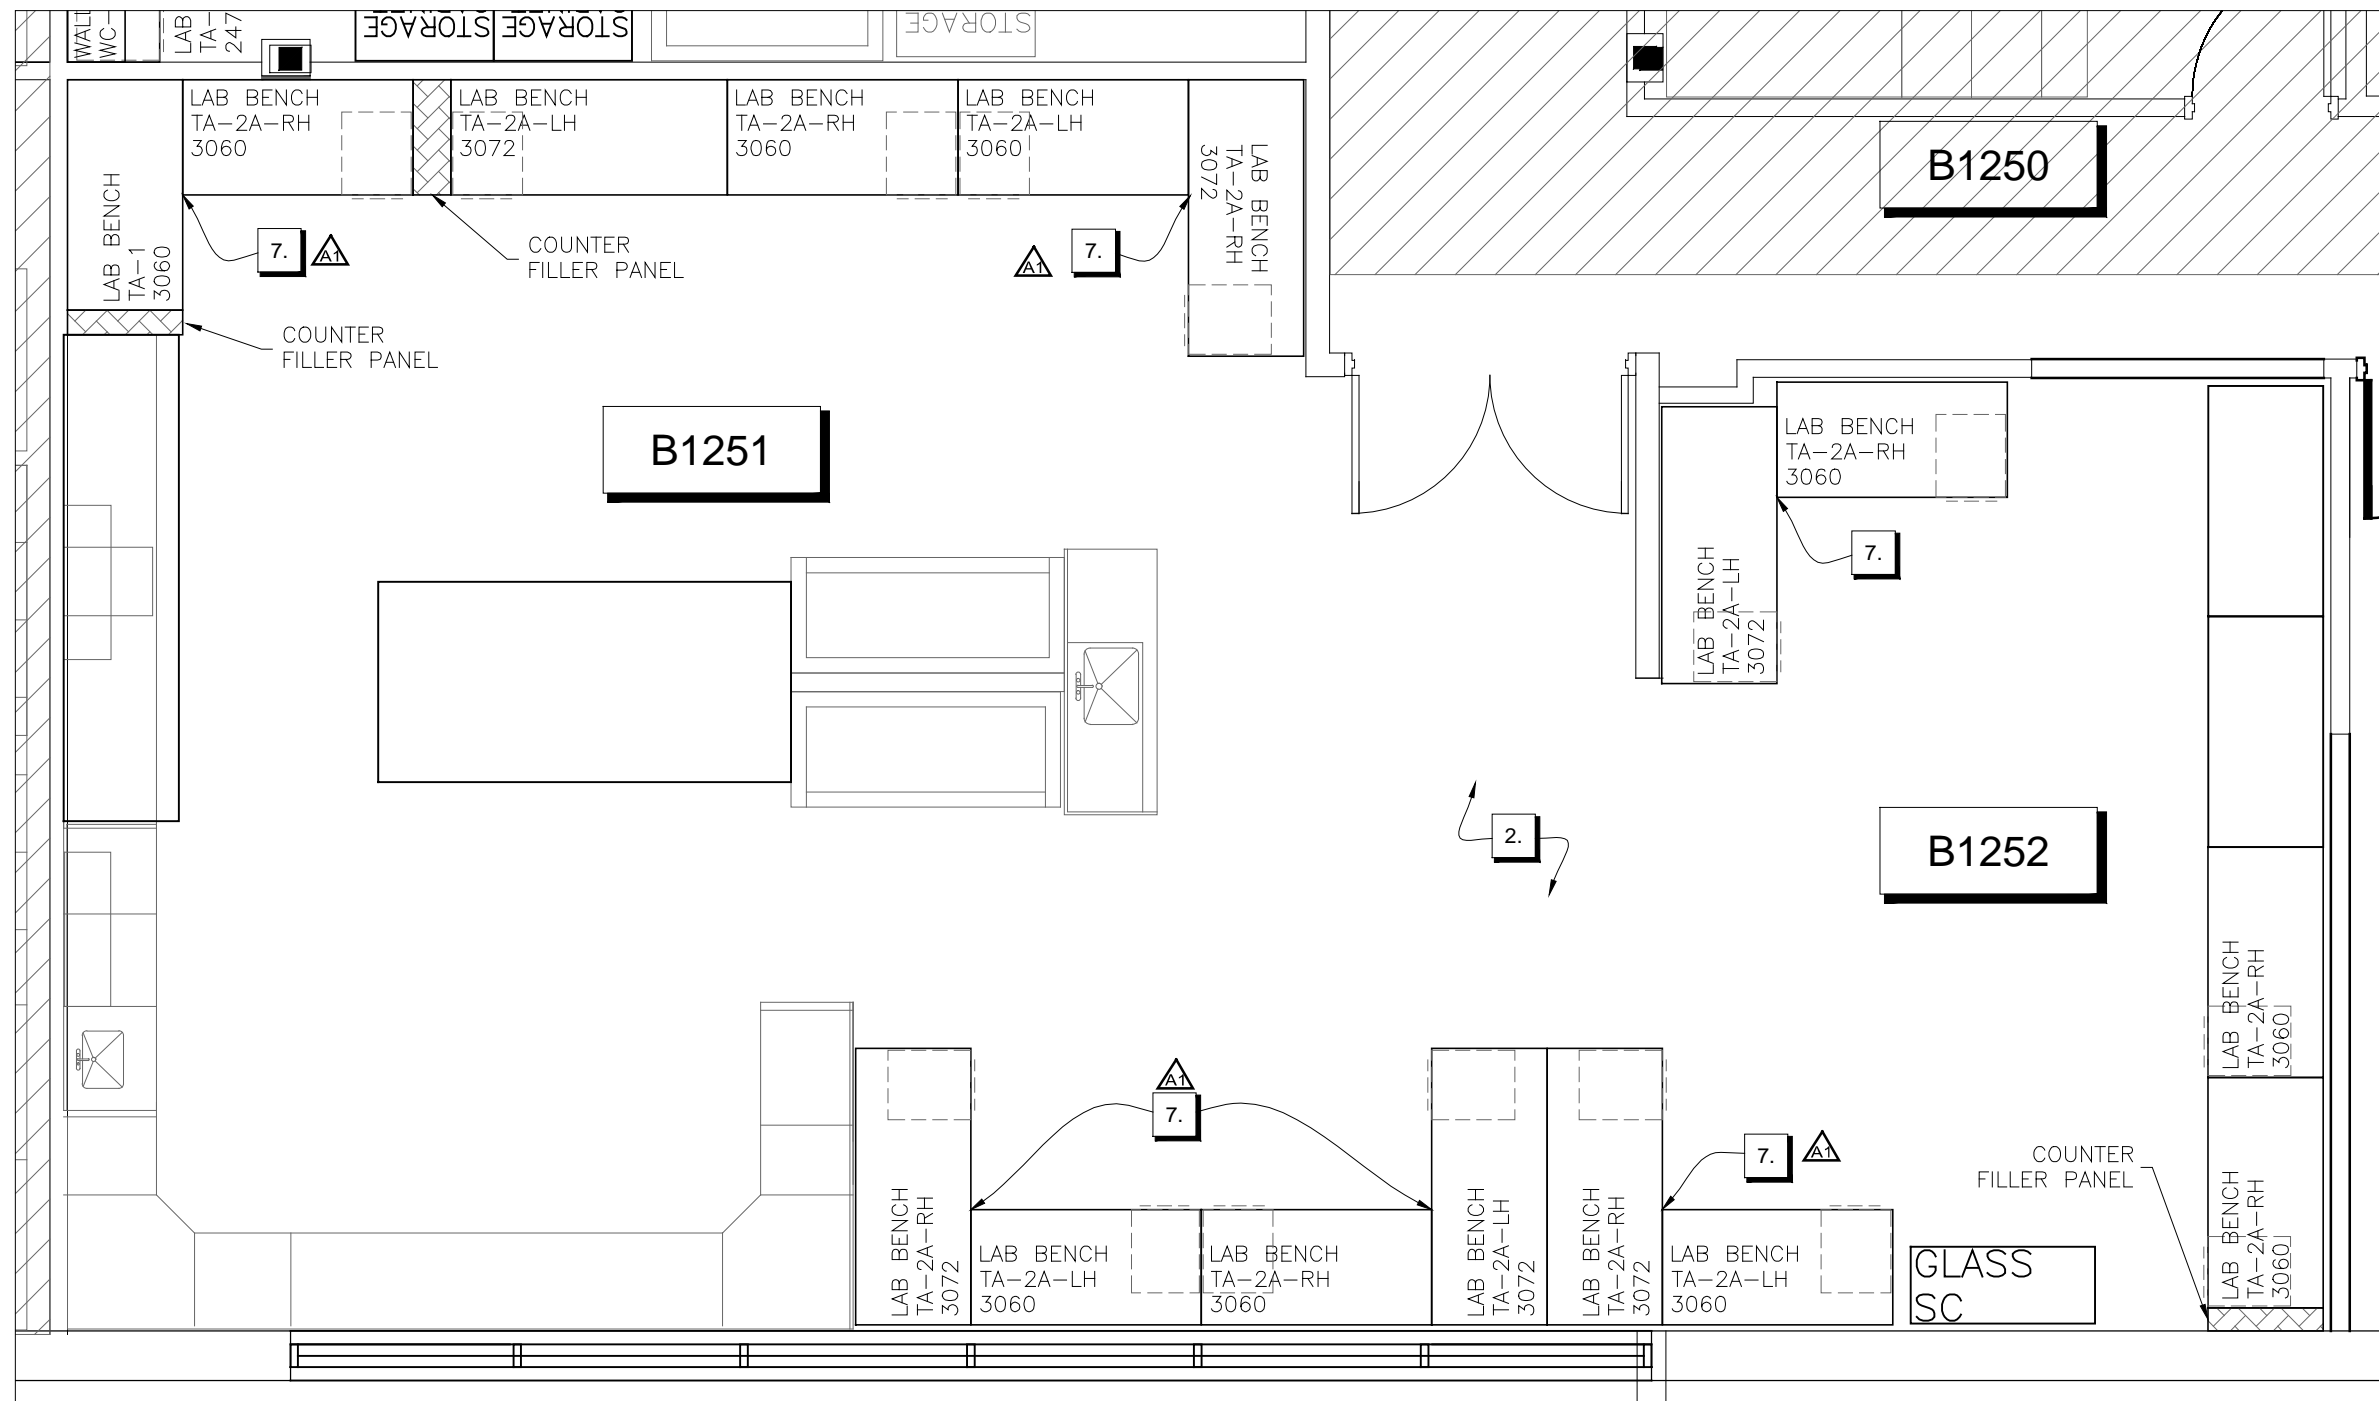 WALL
WC-
LAB
TA-
247
STORAGE
STORAGE
STORAGE
LAB BENCH
TA-2A-RH
3060
LAB BENCH
TA-2A-LH
3072
LAB BENCH
TA-2A-RH
3060
LAB BENCH
TA-2A-LH
3060
LAB BENCH
TA-2A-RH
3072
B1250
LAB BENCH
TA-1
3060
7.
A1
COUNTER
FILLER PANEL
A1
7.
COUNTER
FILLER PANEL
B1251
LAB BENCH
TA-2A-RH
3060
7.
LAB BENCH
TA-2A-LH
3072
2.
B1252
LAB BENCH
TA-2A-RH
3060
A1
7.
7.
A1
COUNTER
FILLER PANEL
LAB BENCH
TA-2A-RH
3072
LAB BENCH
TA-2A-LH
3060
LAB BENCH
TA-2A-RH
3060
LAB BENCH
TA-2A-LH
3072
LAB BENCH
TA-2A-RH
3072
LAB BENCH
TA-2A-LH
3060
GLASS
SC
LAB BENCH
TA-2A-RH
3060